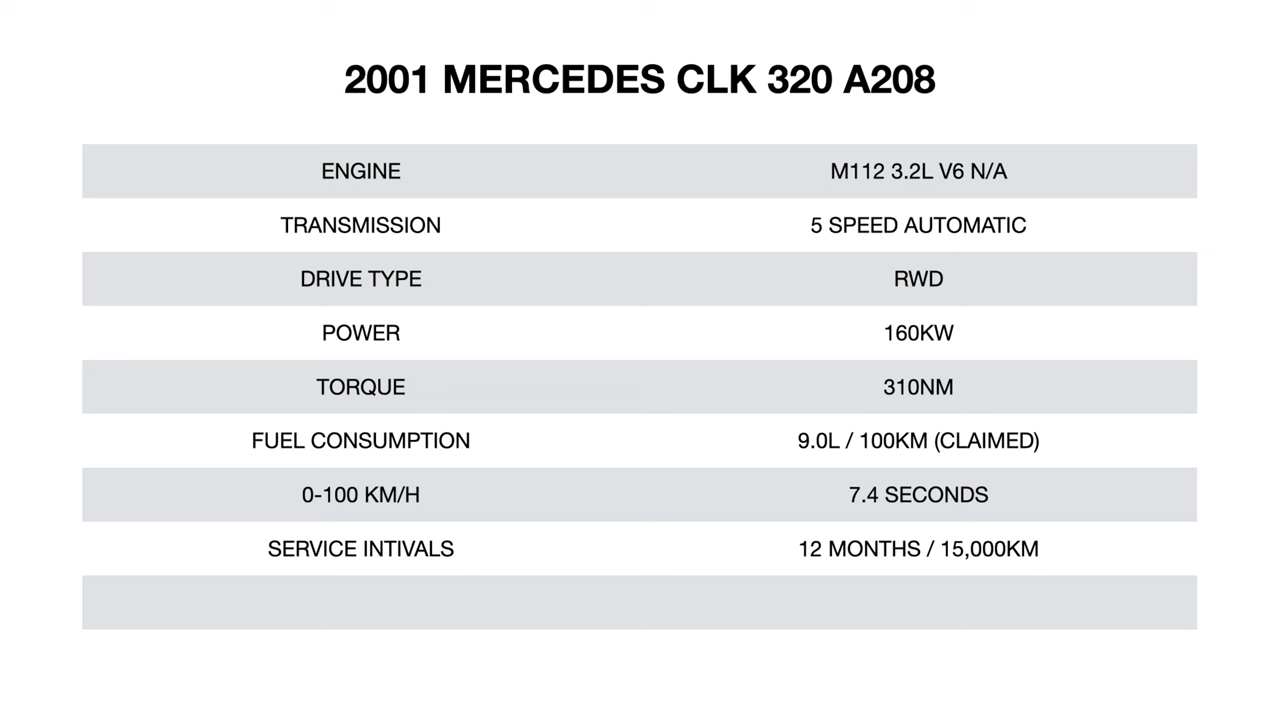 2001 MERCEDES CLK 320 A208
ENGINE M112 3.2L V6 N/A
TRANSMISSION 5 SPEED AUTOMATIC
DRIVE TYPE RWD
POWER 160KW
TORQUE 310NM
FUEL CONSUMPTION 9.0L / 100KM (CLAIMED)
0-100 KM/H 7.4 SECONDS
SERVICE INTIVALS 12 MONTHS / 15,000KM